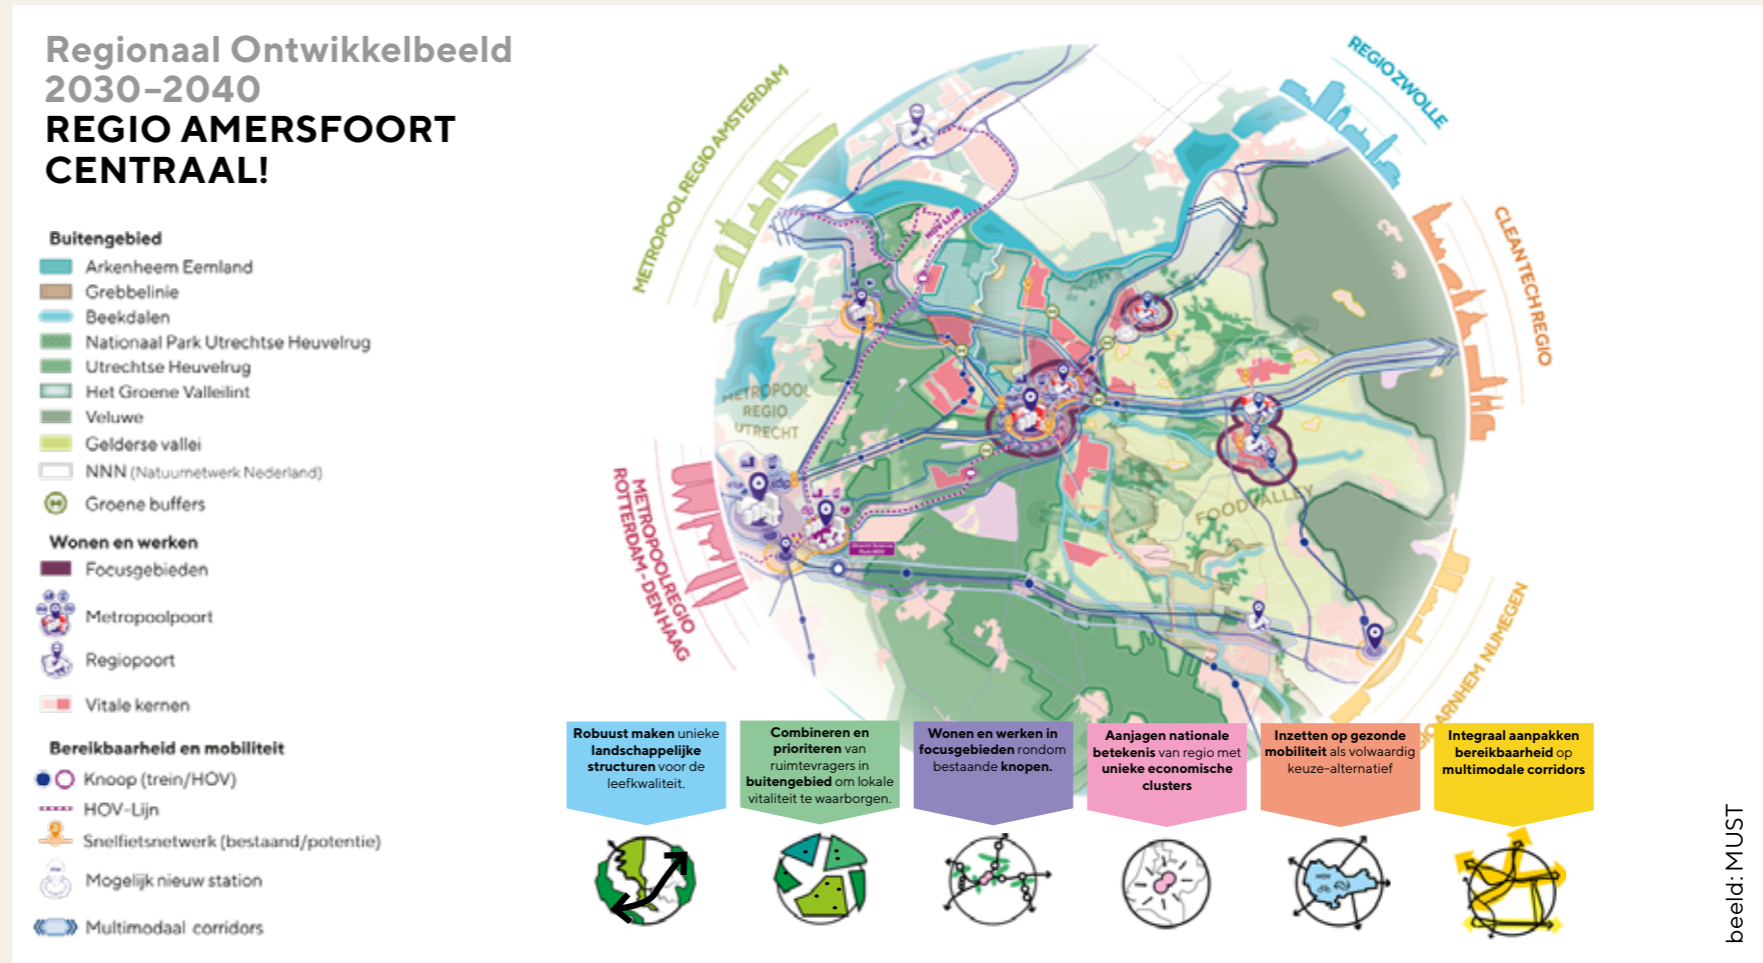 Regionaal Ontwikkelbeeld
2030–2040
REGIO AMERSFOORT
CENTRAAL!
Buitengebied
Arkenheem Eemland
Grebbelinie
Beekdalen
Nationaal Park Utrechtse Heuvelrug
Utrechtse Heuvelrug
Het Groene Valleilint
Veluwe
Gelderse vallei
NNN (Natuurnetwerk Nederland)
Groene buffers
Wonen en werken
Focusgebieden
Metropoolpoort
Regiopoort
Vitale kernen
Bereikbaarheid en mobiliteit
Knoop (trein/HOV)
HOV-Lijn
Snelfietsnetwerk (bestaand/potentie)
Mogelijk nieuw station
Multimodaal corridors
METROPOOL REGIO AMSTERDAM
REGIO ZWOLLE
CLEANTECH REGIO
ARNHEM NIJMEGEN
METROPOOLREGIO
ROTTERDAM-DEN HAAG
HOV LIJN
METROPOOL
REGIO
UTRECHT
FOODVALLEY
Robuust maken unieke
landschappelijke
structuren voor de
leefkwaliteit.
Combineren en
prioriteren van
ruimtevragers in
buitengebied om lokale
vitaliteit te waarborgen.
Wonen en werken in
focusgebieden rondom
bestaande knopen.
Aanjagen nationale
betekenis van regio met
unieke economische
clusters
Inzetten op gezonde
mobiliteit als volwaardig
keuze-alternatief
Integraal aanpakken
bereikbaarheid op
multimodale corridors
HOV
beeld: MUST